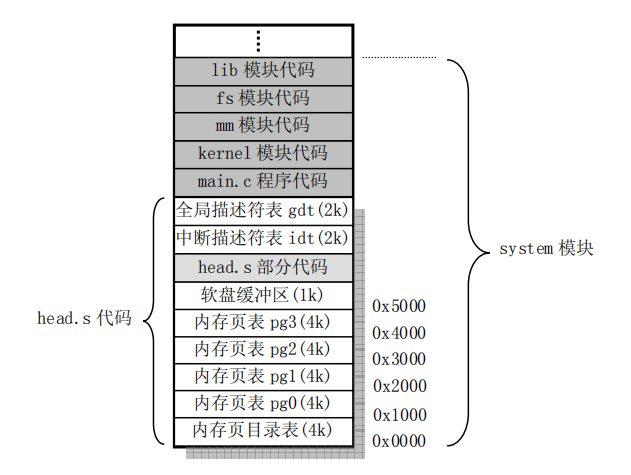 lib 模块代码
fs 模块代码
mm 模块代码
kernel 模块代码
main.c 程序代码
全局描述符表 gdt(2k)
中断描述符表 idt(2k)
head.s 部分代码
软盘缓冲区(1k)
内存页表 pg3(4k)
内存页表 pg2(4k)
内存页表 pg1(4k)
内存页表 pg0(4k)
内存页目录表(4k)
0x5000
0x4000
0x3000
0x2000
0x1000
0x0000
head.s 代码
system 模块